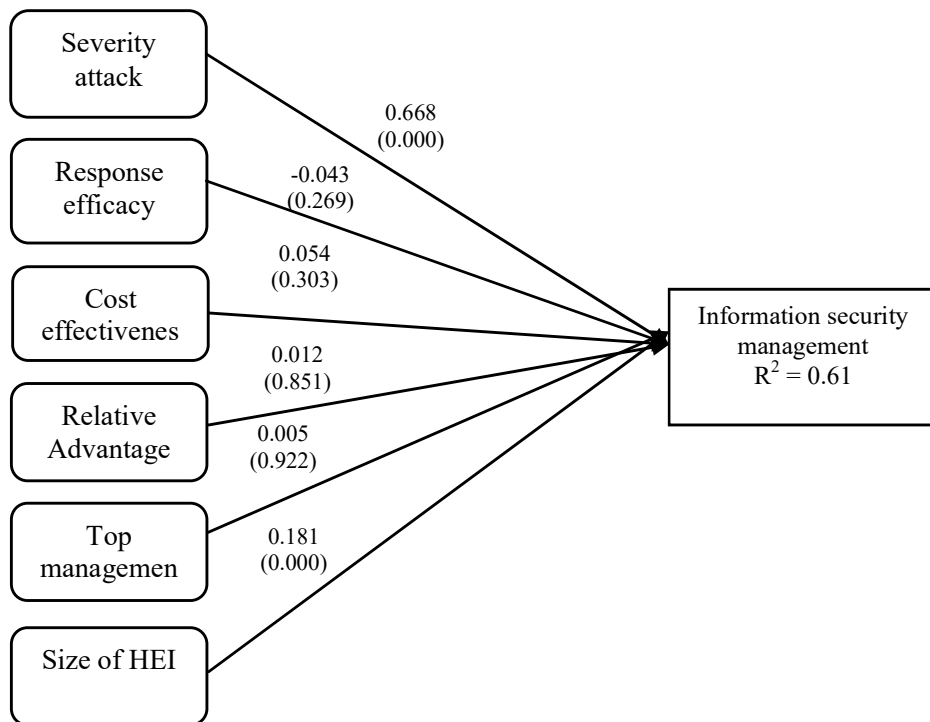 Severity
attack
0.668
(0.000)
Response
efficacy
-0.043
(0.269)
0.054
(0.303)
Cost
effectivenes
Information security
management
R² = 0.61
0.012
(0.851)
Relative
Advantage
0.005
(0.922)
Top
managemen
0.181
(0.000)
Size of HEI